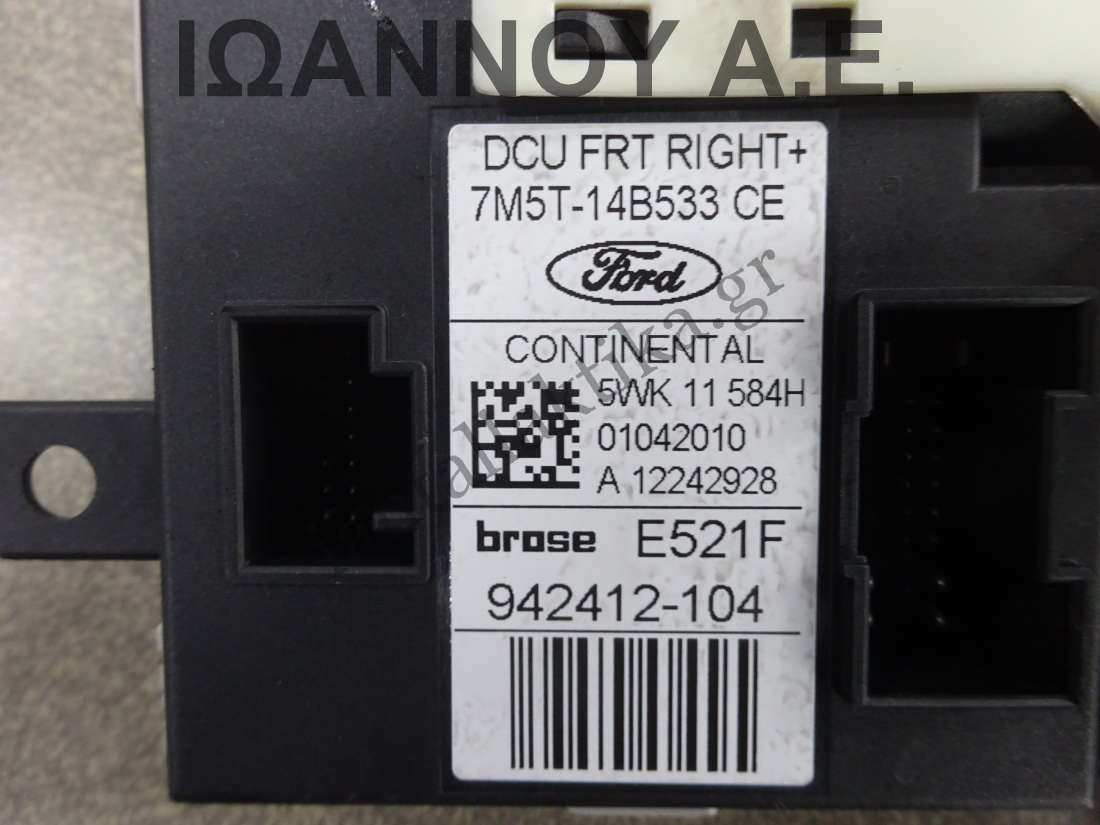 ΙΩΑΝΝΟΥ Α.Ε.
DCU FRT RIGHT+
7M5T-14B533 CE
Ford
CONTINENTAL
5WK 11 584H
01042010
A 12242928
brose E521F
942412-104